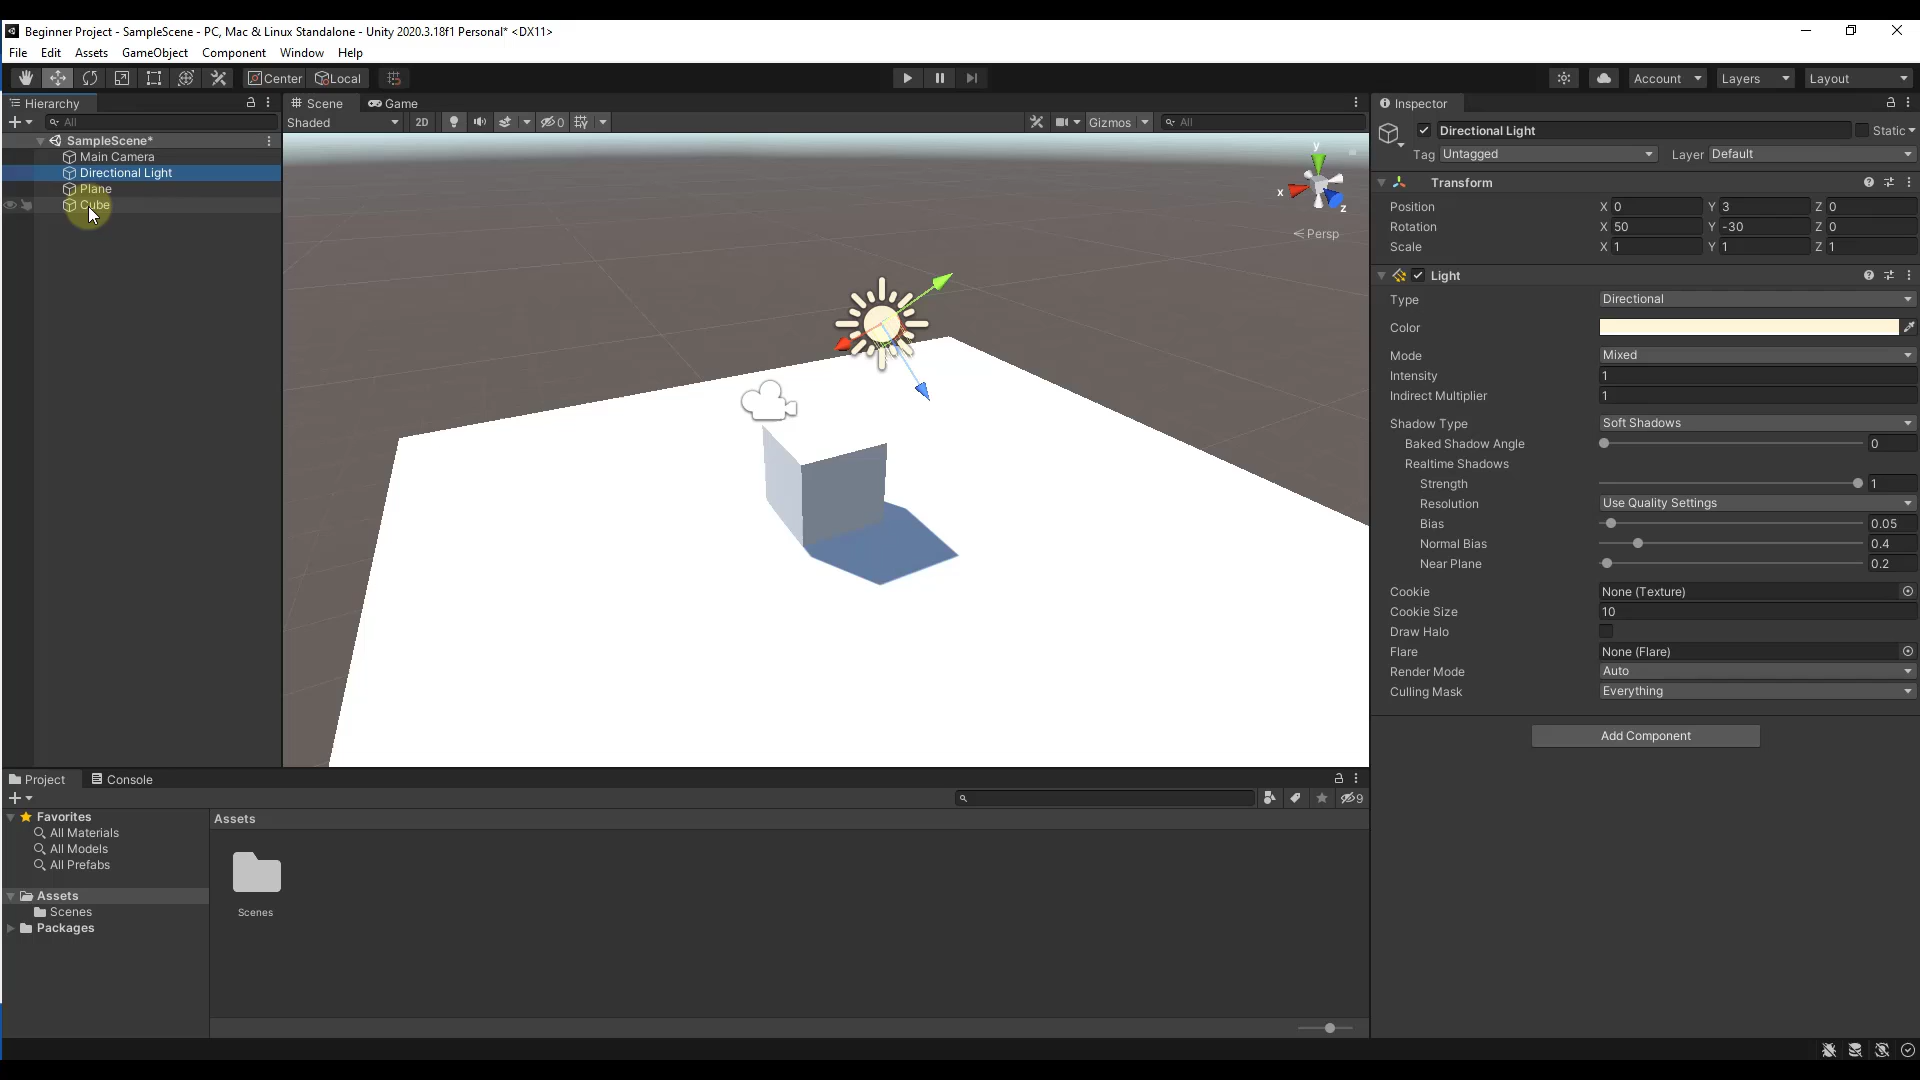 Beginner Project - SampleScene - PC, Mac & Linux Standalone - Unity 2020.3.18f1 Personal* <DX11>
File Edit Assets GameObject Component Window Help
Center Local Account Layers Layout
Hierarchy
All
SampleScene*
Main Camera
Directional Light
Plane
Cube
Scene Game
Shaded 2D 0 Gizmos All
y
x
z
Persp
Inspector
Directional Light Static
Tag Untagged Layer Default
Transform
Position X 0 Y 3 Z 0
Rotation X 50 Y -30 Z 0
Scale X 1 Y 1 Z 1
Light
Type Directional
Color
Mode Mixed
Intensity 1
Indirect Multiplier 1
Shadow Type Soft Shadows
Baked Shadow Angle 0
Realtime Shadows
Strength 1
Resolution Use Quality Settings
Bias 0.05
Normal Bias 0.4
Near Plane 0.2
Cookie None (Texture)
Cookie Size 10
Draw Halo
Flare None (Flare)
Render Mode Auto
Culling Mask Everything
Add Component
Project Console
9
Favorites
All Materials
All Models
All Prefabs
Assets
Scenes
Packages
Assets
Scenes